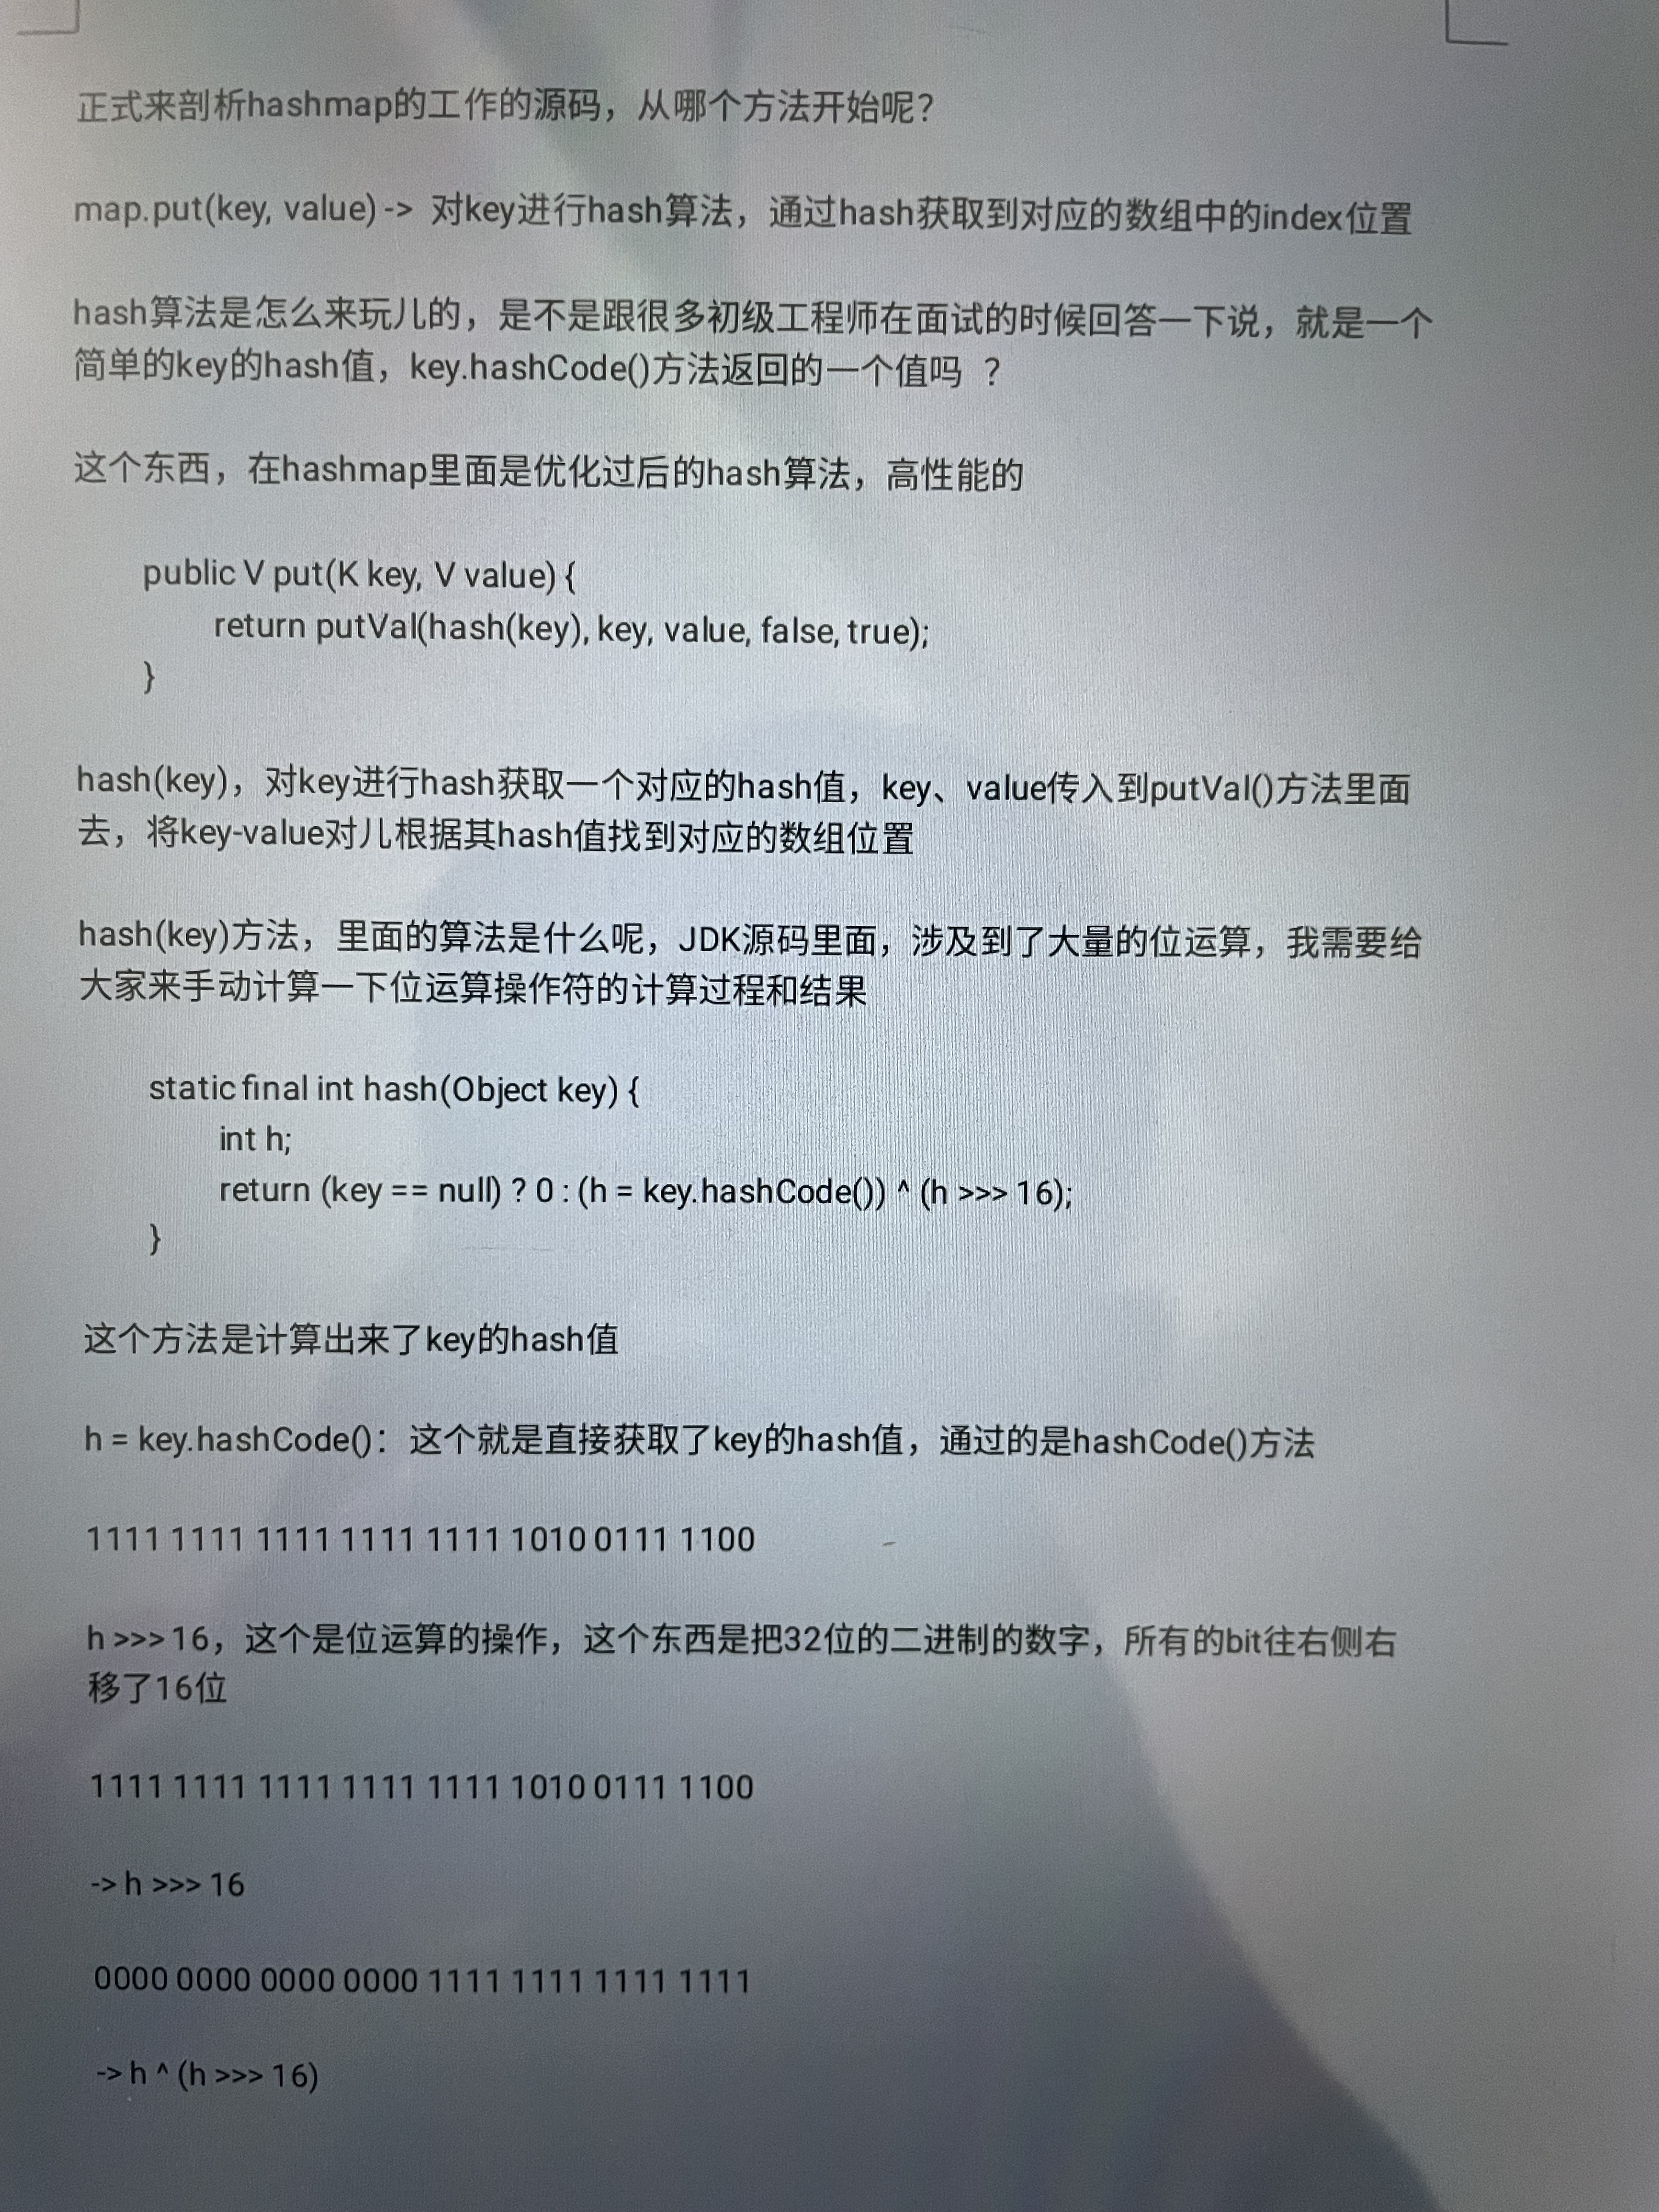 正式来剖析hashmap的工作的源码，从哪个方法开始呢？
map.put(key, value) -> 对key进行hash算法，通过hash获取到对应的数组中的index位置
hash算法是怎么来玩儿的，是不是跟很多初级工程师在面试的时候回答一下说，就是一个
简单的key的hash值，key.hashCode()方法返回的一个值吗 ？
这个东西，在hashmap里面是优化过后的hash算法，高性能的
public V put(K key, V value) {
return putVal(hash(key), key, value, false, true);
}
hash(key)，对key进行hash获取一个对应的hash值，key、value传入到putVal()方法里面
去，将key-value对儿根据其hash值找到对应的数组位置
hash(key)方法，里面的算法是什么呢，JDK源码里面，涉及到了大量的位运算，我需要给
大家来手动计算一下位运算操作符的计算过程和结果
static final int hash(Object key) {
int h;
return (key == null) ? 0 : (h = key.hashCode()) ^ (h >>> 16);
}
这个方法是计算出来了key的hash值
h = key.hashCode()：这个就是直接获取了key的hash值，通过的是hashCode()方法
1111 1111 1111 1111 1111 1010 0111 1100
h >>> 16，这个是位运算的操作，这个东西是把32位的二进制的数字，所有的bit往右侧右
移了16位
1111 1111 1111 1111 1111 1010 0111 1100
-> h >>> 16
0000 0000 0000 0000 1111 1111 1111 1111
-> h ^ (h >>> 16)